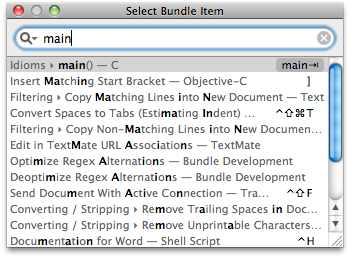 Select Bundle Item
main
Idioms ▸ main() — C main⇥
Insert Matching Start Bracket — Objective-C ]
Filtering ▸ Copy Matching Lines into New Document — Text
Convert Spaces to Tabs (Estimating Indent) ... ^⇧⌘T
Filtering ▸ Copy Non-Matching Lines into New Docum...
Edit in TextMate URL Associations — TextMate
Optimize Regex Alternations — Bundle Development
Deoptimize Regex Alternations — Bundle Development
Send Document With Active Connection — Tra... ^⇧F
Converting / Stripping ▸ Remove Trailing Spaces in Doc...
Converting / Stripping ▸ Remove Unprintable Characters...
Documentation for Word — Shell Script ^H